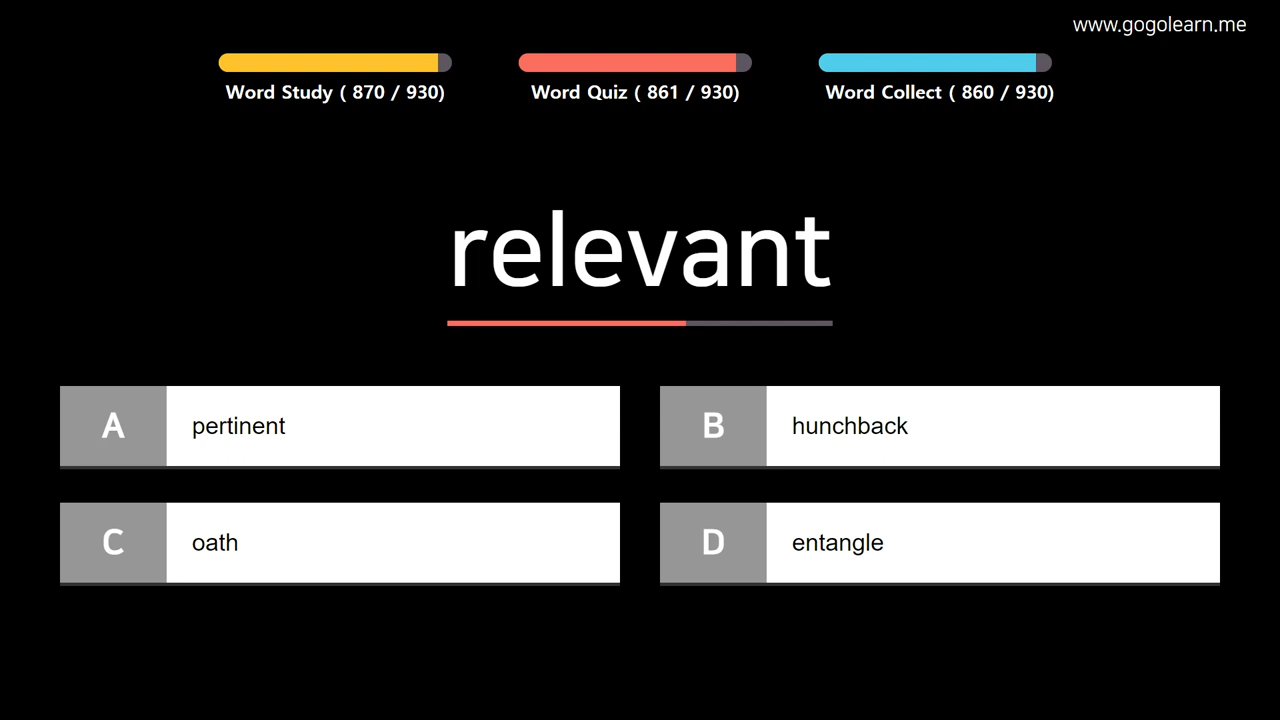 www.gogolearn.me
Word Study ( 870 / 930)
Word Quiz ( 861 / 930)
Word Collect ( 860 / 930)
relevant
A pertinent
B hunchback
C oath
D entangle